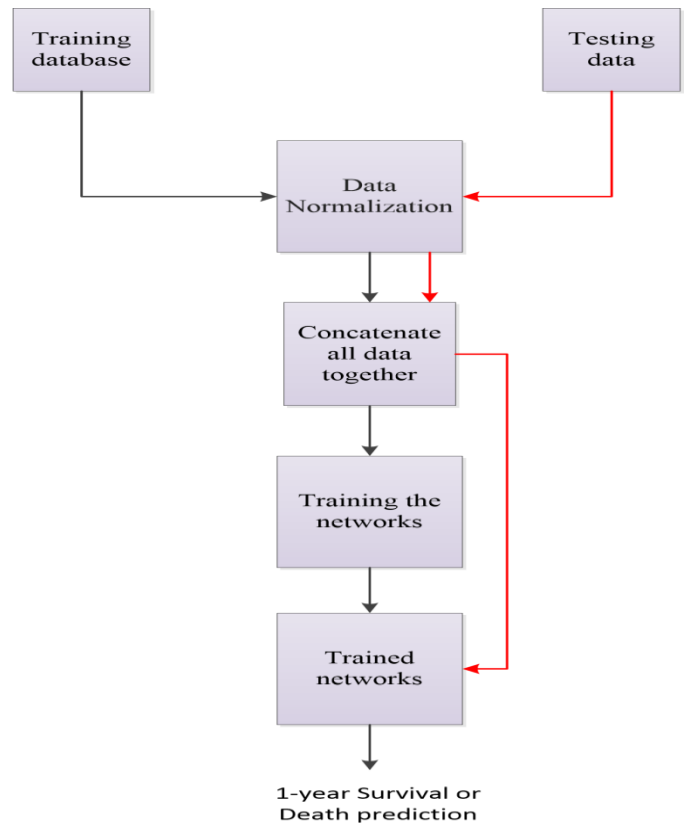 Training
database
Testing
data
Data
Normalization
Concatenate
all data
together
Training the
networks
Trained
networks
1-year Survival or
Death prediction